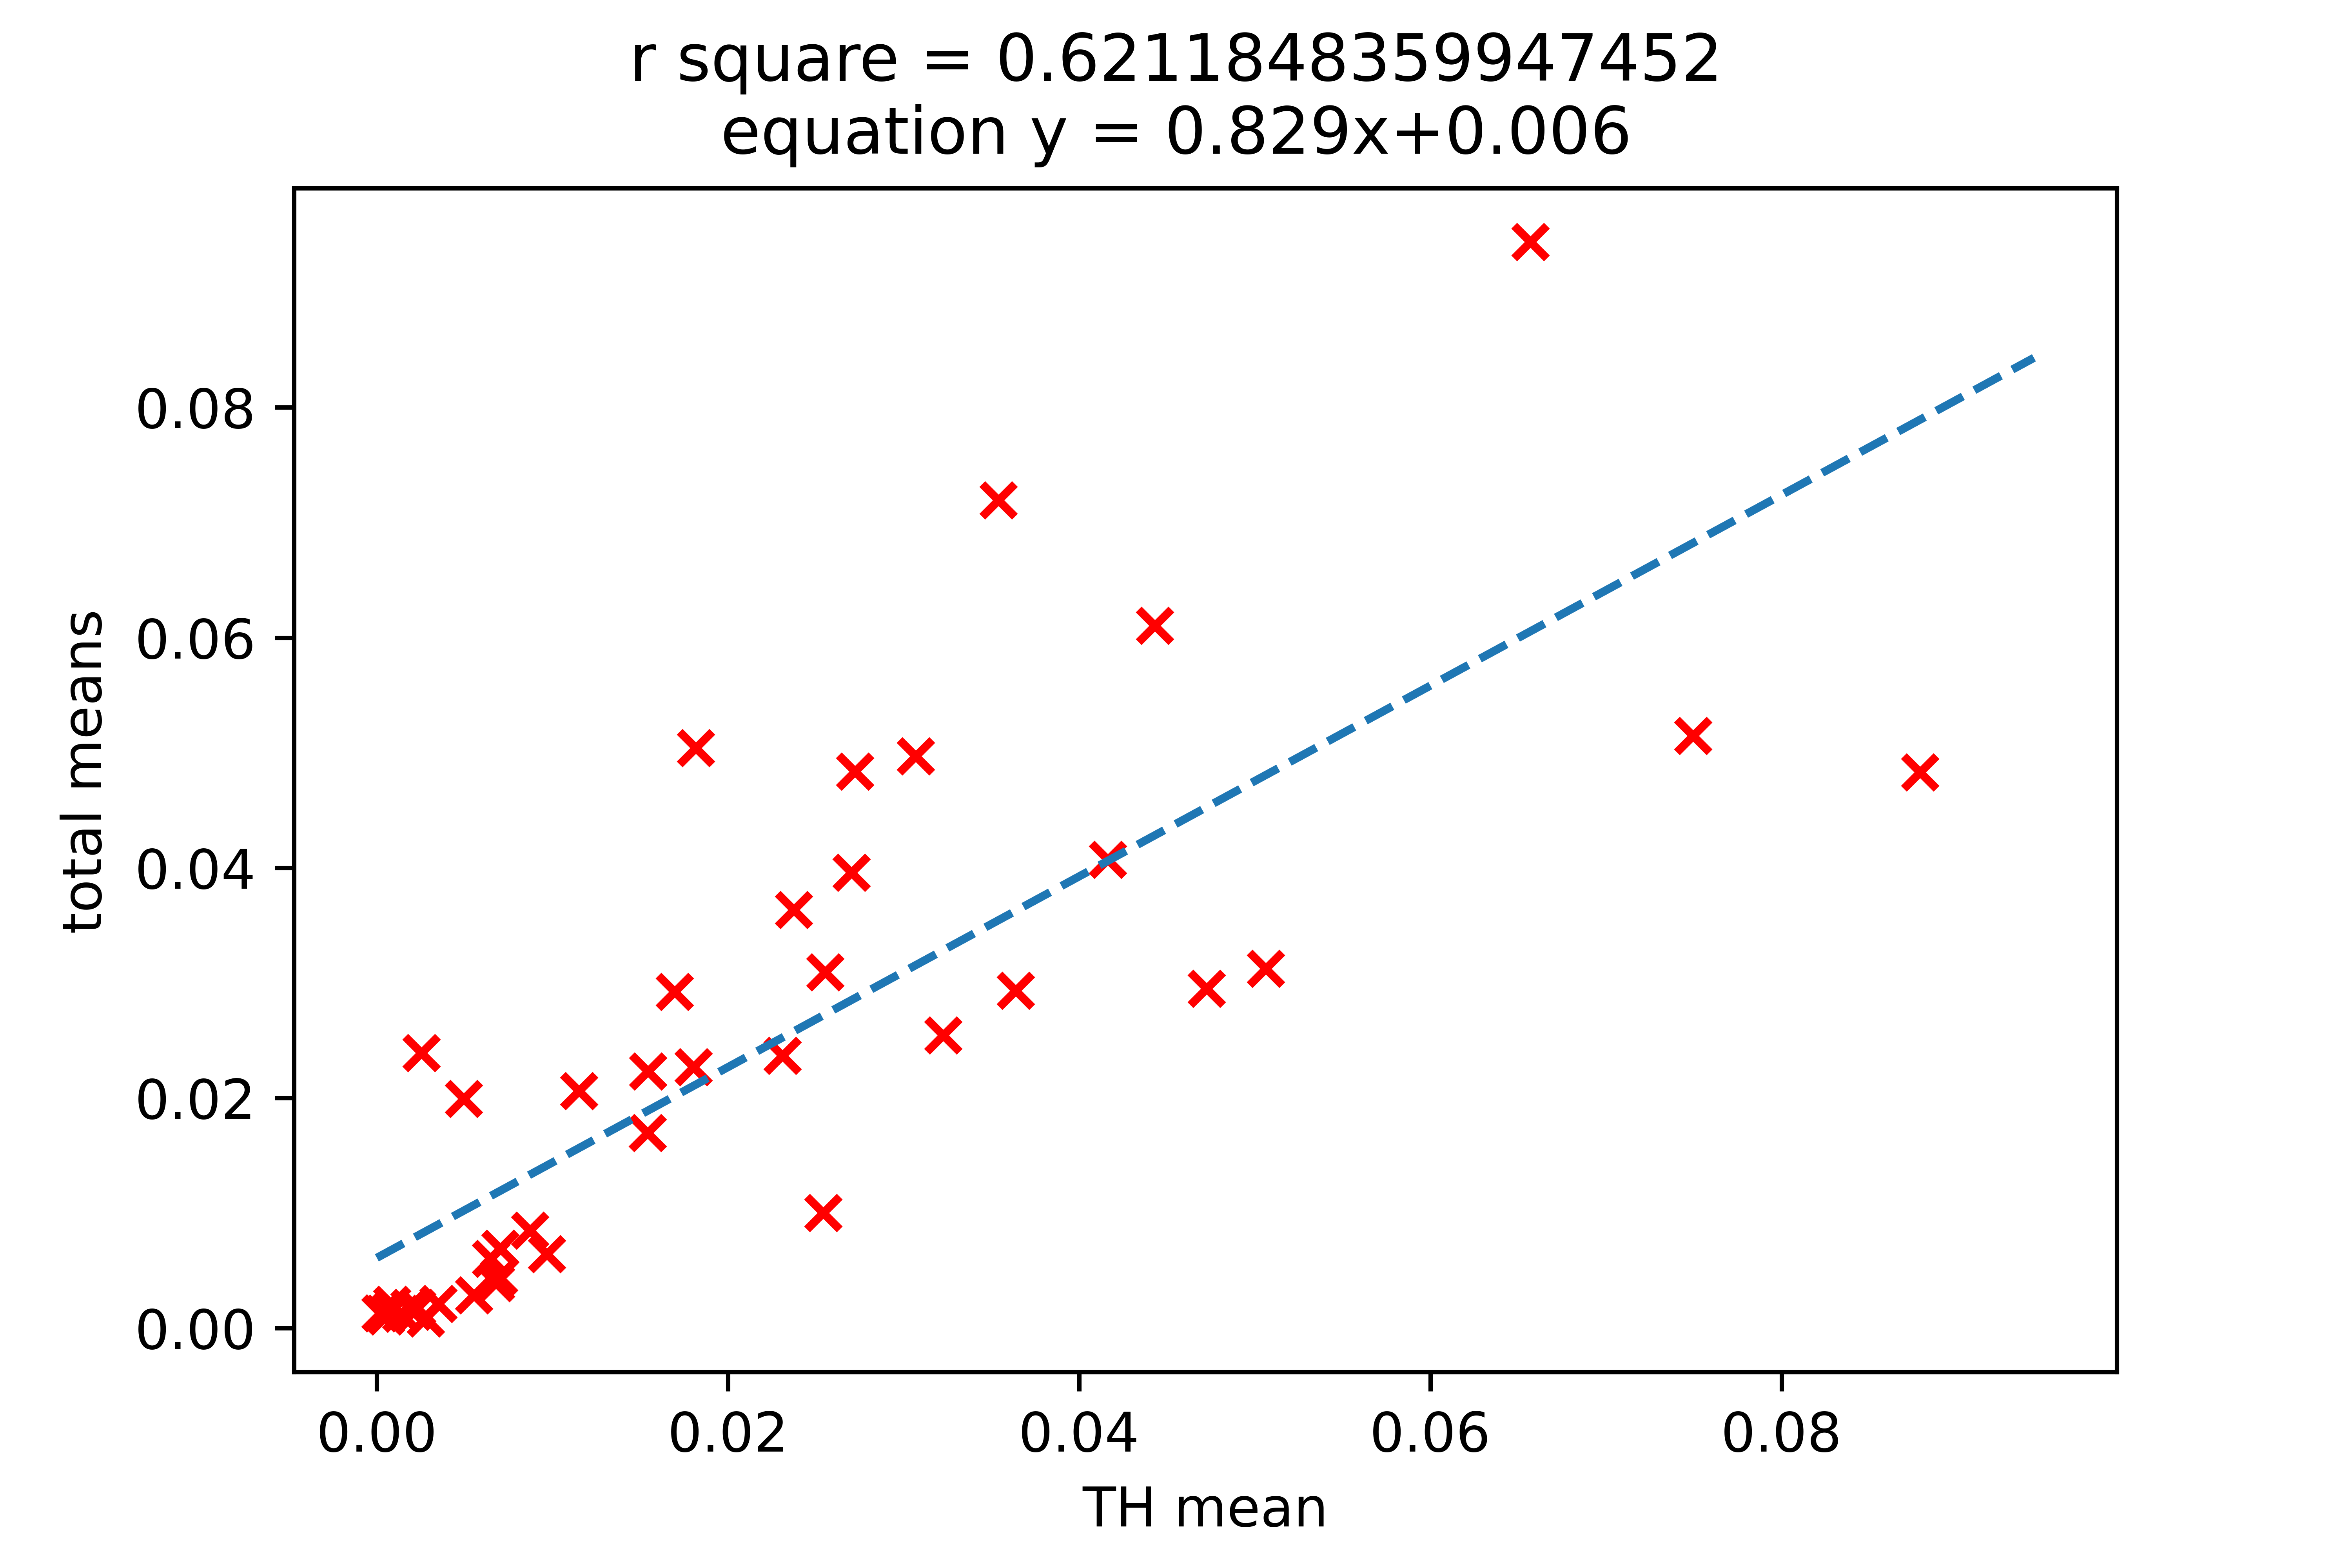 r square = 0.6211848359947452
equation y = 0.829x+0.006
0.08
0.06
0.04
0.02
0.00
total means
0.00 0.02 0.04 0.06 0.08
TH mean